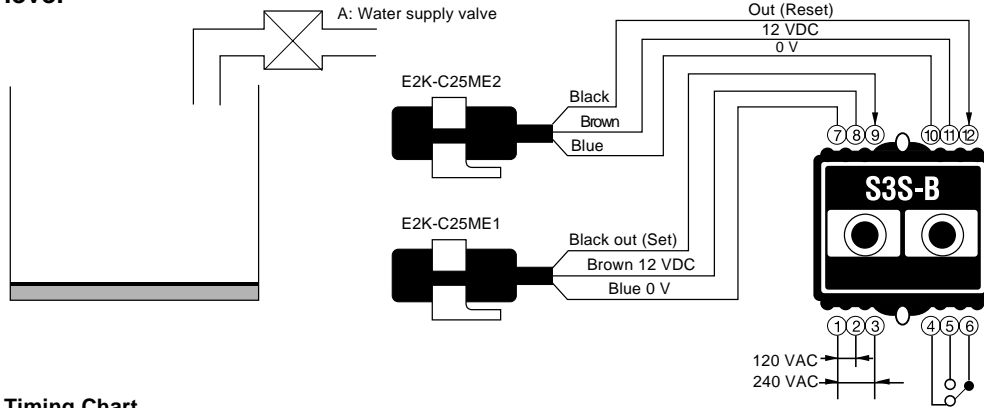 level
A: Water supply valve
Out (Reset)
12 VDC
0 V
E2K-C25ME2
Black
Brown
Blue
7 8 9
10 11 12
S3S-B
E2K-C25ME1
Black out (Set)
Brown 12 VDC
Blue 0 V
1 2 3
4 5 6
120 VAC
240 VAC
Timing Chart